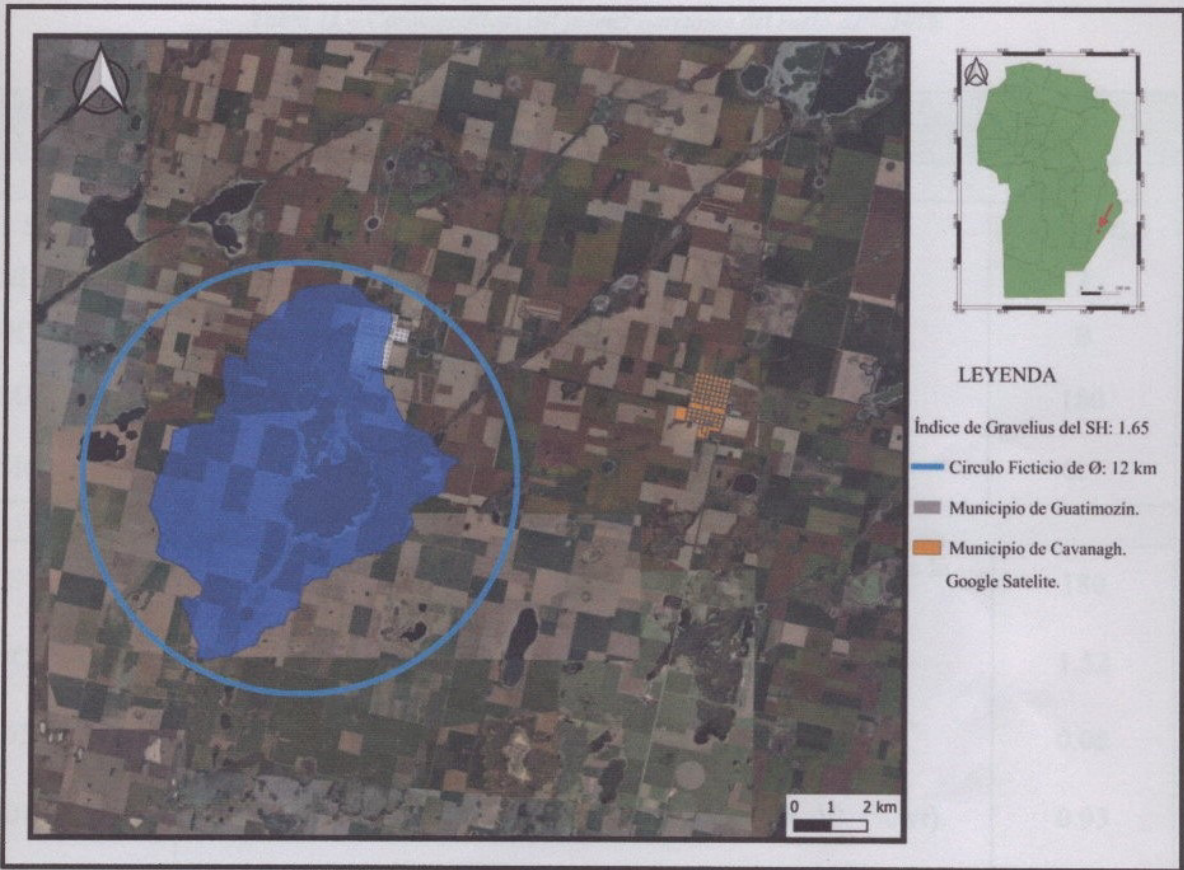 LEYENDA
Índice de Gravelius del SH: 1.65
Circulo Ficticio de Ø: 12 km
Municipio de Guatimozin.
Municipio de Cavanagh.
Google Satelite.
0 1 2 km